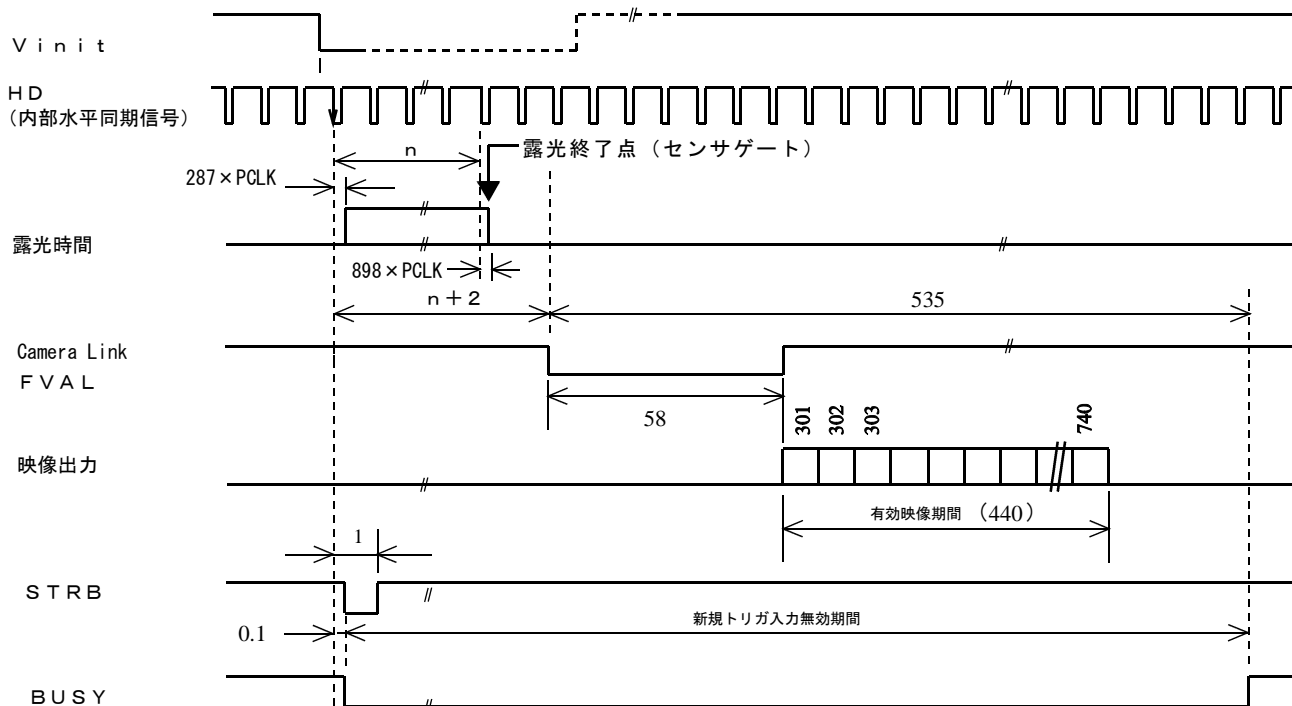 Ｖｉｎｉｔ
ＨＤ
（内部水平同期信号）
n
露光終了点（センサゲート）
287×PCLK
露光時間
898×PCLK
n＋2
535
Camera Link
ＦＶＡＬ
58
301 302 303 740
映像出力
有効映像期間 （440）
1
ＳＴＲＢ
新規トリガ入力無効期間
0.1
ＢＵＳＹ